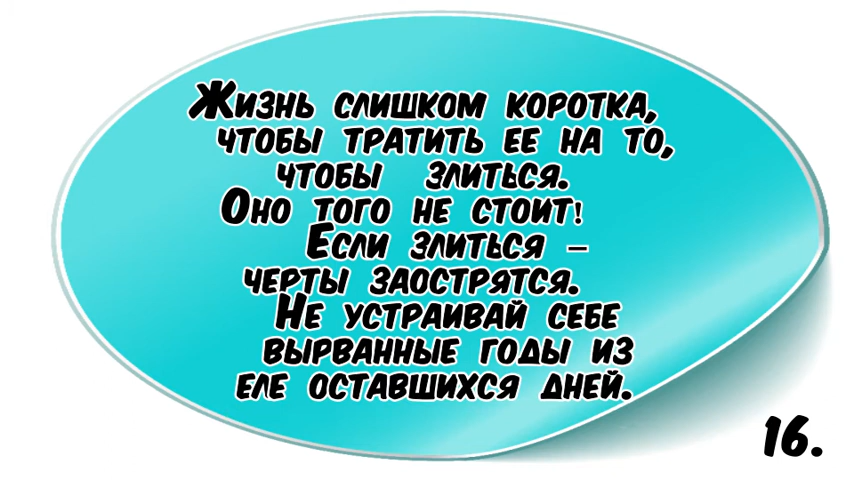 Жизнь слишком коротка,
чтобы тратить ее на то,
чтобы злиться.
Оно того не стоит!
Если злиться –
черты заострятся.
Не устраивай себе
вырванные годы из
еле оставшихся дней.
16.